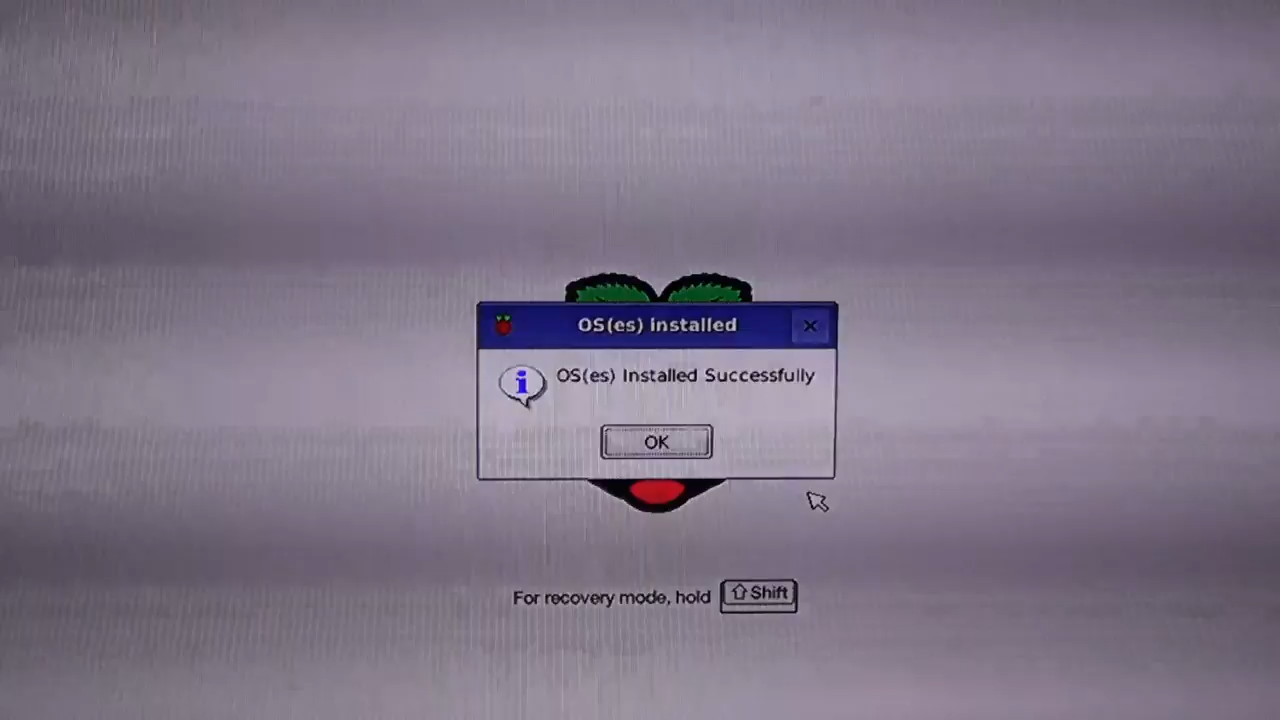 OS(es) installed
OS(es) Installed Successfully
OK
For recovery mode, hold
Shift